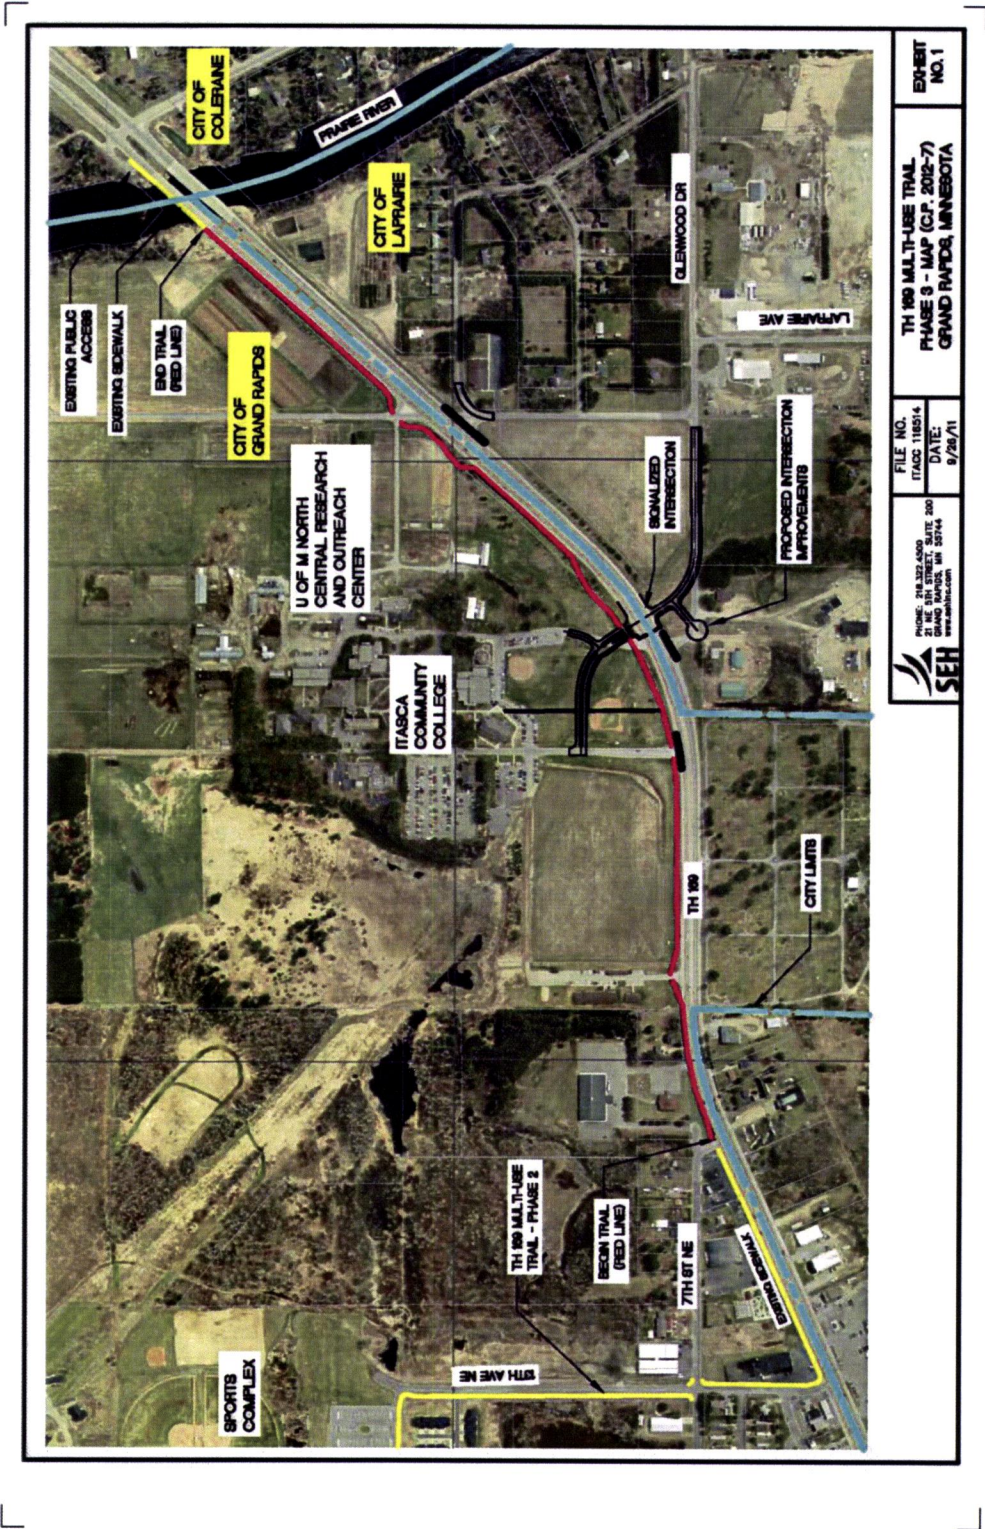 SPORTS
COMPLEX
13TH AVE NE
TH 169 MULTI-USE
TRAIL - PHASE 2
BEGIN TRAIL
(RED LINE)
7TH ST NE
EXISTING SIDEWALK
CITY LIMITS
TH 169
ITASCA
COMMUNITY
COLLEGE
U OF M NORTH
CENTRAL RESEARCH
AND OUTREACH
CENTER
SIGNALIZED
INTERSECTION
PROPOSED INTERSECTION
IMPROVEMENTS
CITY OF
GRAND RAPIDS
EXISTING PUBLIC
ACCESS
EXISTING SIDEWALK
END TRAIL
(RED LINE)
CITY OF
COLERAINE
PRAIRIE RIVER
CITY OF
LAPRAIRIE
GLENWOOD DR
LAPRAIRIE AVE
SEH
PHONE: 218.322.4500
21 NE 5TH STREET, SUITE 200
GRAND RAPIDS, MN 55744
www.sehinc.com
FILE NO.
ITACC 116514
DATE:
9/26/11
TH 169 MULTI-USE TRAIL
PHASE 3 - MAP (C.P. 2012-7)
GRAND RAPIDS, MINNESOTA
EXHIBIT
NO. 1